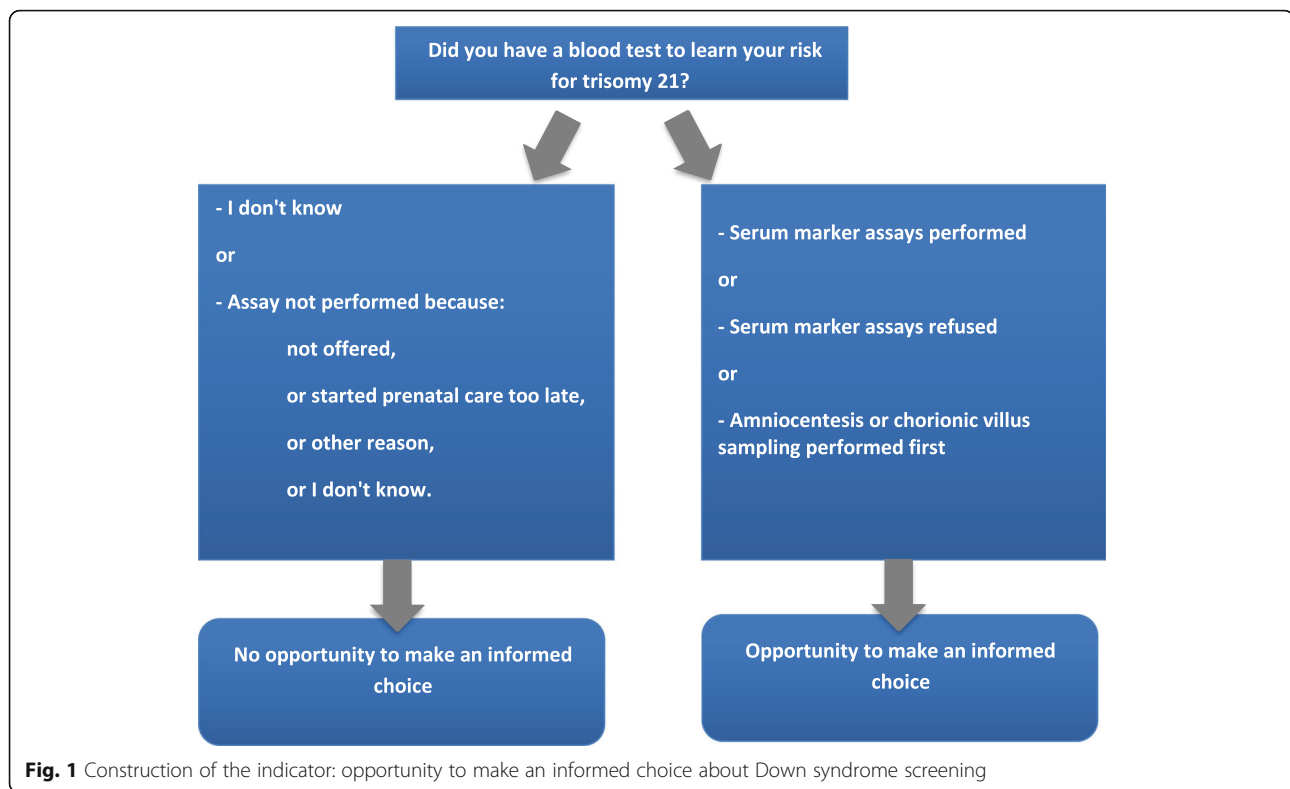 Did you have a blood test to learn your risk
for trisomy 21?
- I don't know
or
- Assay not performed because:
not offered,
or started prenatal care too late,
or other reason,
or I don't know.
- Serum marker assays performed
or
- Serum marker assays refused
or
- Amniocentesis or chorionic villus
sampling performed first
No opportunity to make an informed
choice
Opportunity to make an informed
choice
Fig. 1 Construction of the indicator: opportunity to make an informed choice about Down syndrome screening